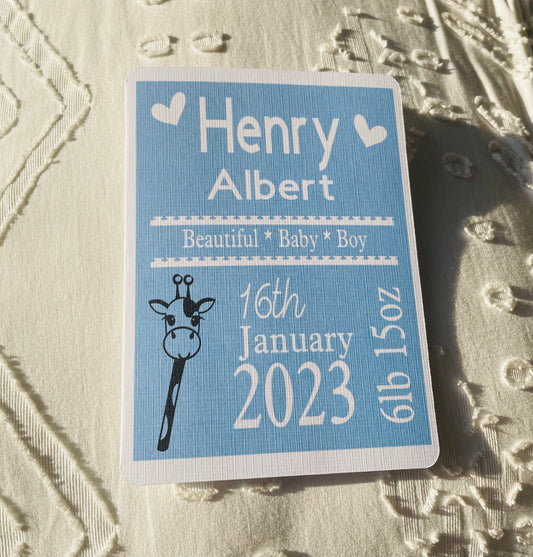 Henry
Albert
Beautiful * Baby * Boy
16th
January
2023
6lb 15oz